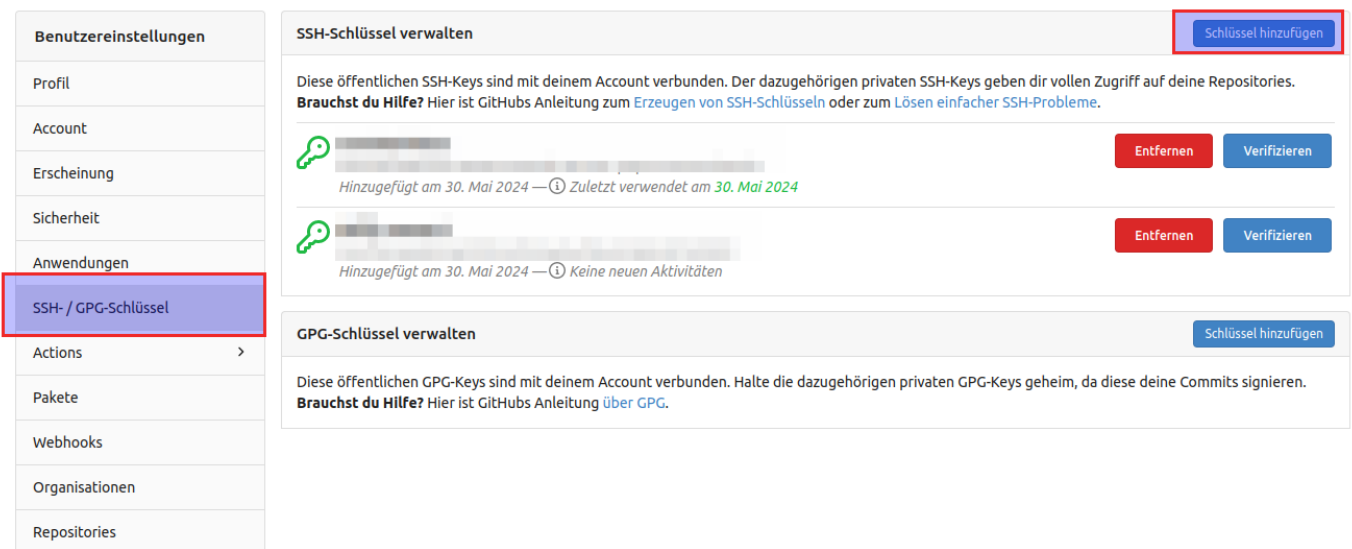 Benutzereinstellungen
Profil
Account
Erscheinung
Sicherheit
Anwendungen
SSH- / GPG-Schlüssel
Actions
Pakete
Webhooks
Organisationen
Repositories
SSH-Schlüssel verwalten
Schlüssel hinzufügen
Diese öffentlichen SSH-Keys sind mit deinem Account verbunden. Der dazugehörigen privaten SSH-Keys geben dir vollen Zugriff auf deine Repositories.
Brauchst du Hilfe? Hier ist GitHubs Anleitung zum Erzeugen von SSH-Schlüsseln oder zum Lösen einfacher SSH-Probleme.
Entfernen
Verifizieren
Hinzugefügt am 30. Mai 2024 — Zuletzt verwendet am 30. Mai 2024
Entfernen
Verifizieren
Hinzugefügt am 30. Mai 2024 — Keine neuen Aktivitäten
GPG-Schlüssel verwalten
Schlüssel hinzufügen
Diese öffentlichen GPG-Keys sind mit deinem Account verbunden. Halte die dazugehörigen privaten GPG-Keys geheim, da diese deine Commits signieren.
Brauchst du Hilfe? Hier ist GitHubs Anleitung über GPG.